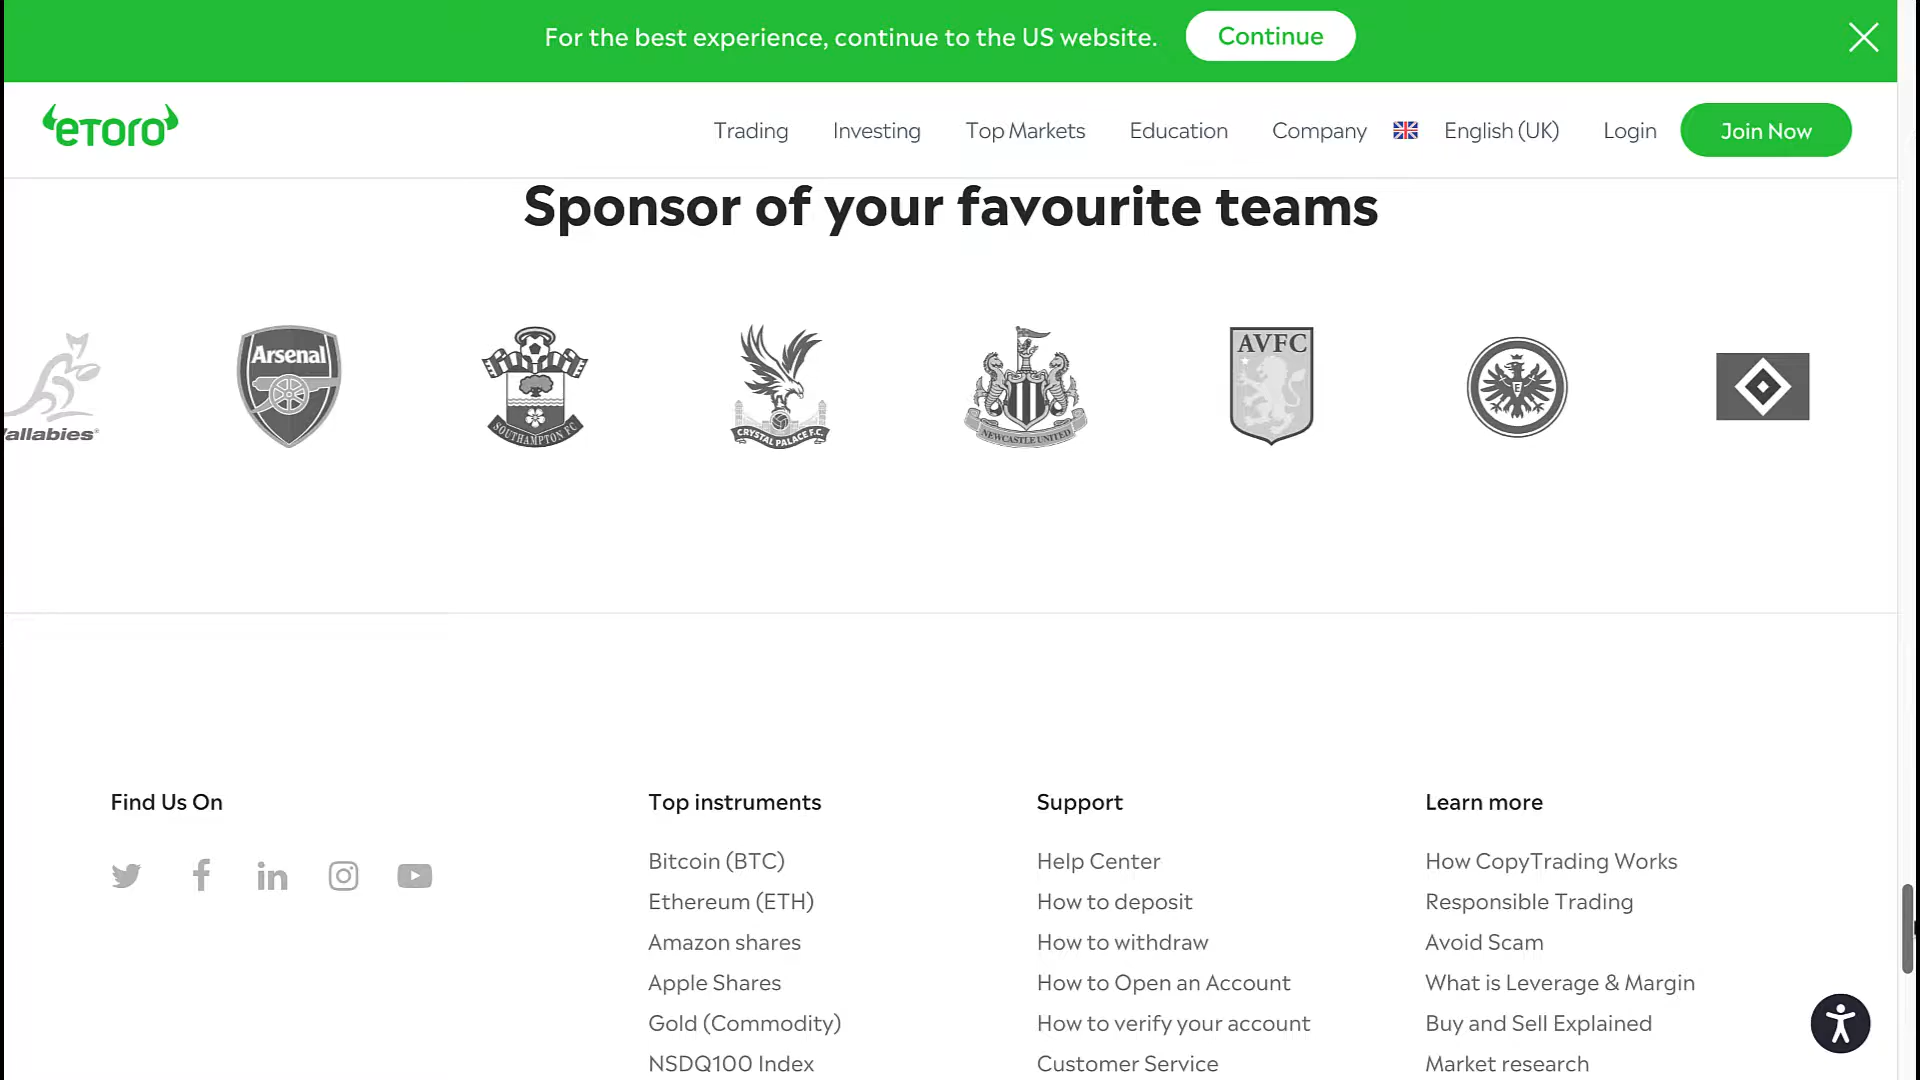 For the best experience, continue to the US website. Continue
etoro Trading Investing Top Markets Education Company English (UK) Login Join Now
Sponsor of your favourite teams
allabies
Arsenal
SOUTHAMPTON FC
CRYSTAL PALACE F.C.
NEWCASTLE UNITED
AVFC
Find Us On
Top instruments
Bitcoin (BTC)
Ethereum (ETH)
Amazon shares
Apple Shares
Gold (Commodity)
NSDQ100 Index
Support
Help Center
How to deposit
How to withdraw
How to Open an Account
How to verify your account
Customer Service
Learn more
How CopyTrading Works
Responsible Trading
Avoid Scam
What is Leverage & Margin
Buy and Sell Explained
Market research